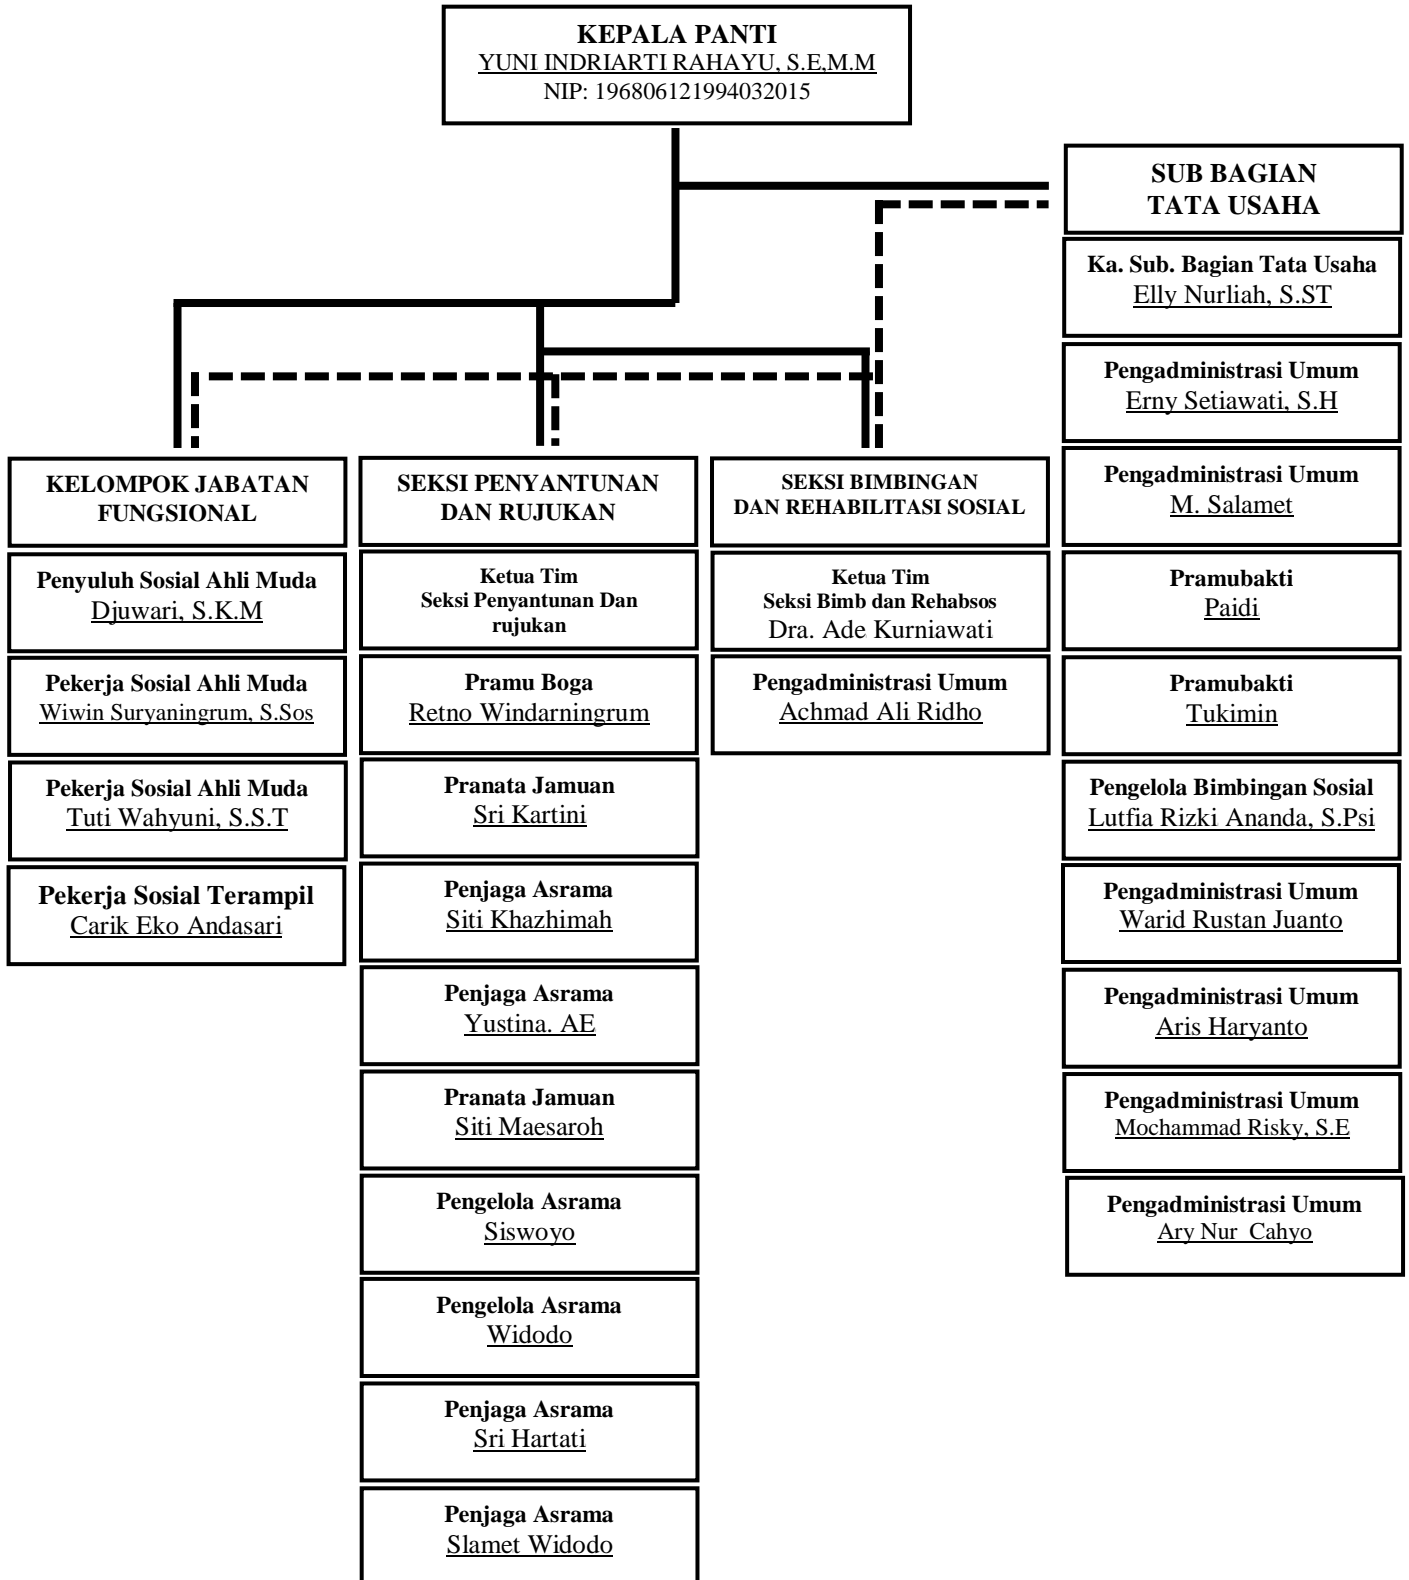 KEPALA PANTI
YUNI INDRIARTI RAHAYU, S.E,M.M
NIP: 196806121994032015
SUB BAGIAN
TATA USAHA
Ka. Sub. Bagian Tata Usaha
Elly Nurliah, S.ST
Pengadministrasi Umum
Erny Setiawati, S.H
Pengadministrasi Umum
M. Salamet
Pramubakti
Paidi
Pramubakti
Tukimin
Pengelola Bimbingan Sosial
Lutfia Rizki Ananda, S.Psi
Pengadministrasi Umum
Warid Rustan Juanto
Pengadministrasi Umum
Aris Haryanto
Pengadministrasi Umum
Mochammad Risky, S.E
Pengadministrasi Umum
Ary Nur  Cahyo
KELOMPOK JABATAN
FUNGSIONAL
Penyuluh Sosial Ahli Muda
Djuwari, S.K.M
Pekerja Sosial Ahli Muda
Wiwin Suryaningrum, S.Sos
Pekerja Sosial Ahli Muda
Tuti Wahyuni, S.S.T
Pekerja Sosial Terampil
Carik Eko Andasari
SEKSI PENYANTUNAN
DAN RUJUKAN
Ketua Tim
Seksi Penyantunan Dan
rujukan
Pramu Boga
Retno Windarningrum
Pranata Jamuan
Sri Kartini
Penjaga Asrama
Siti Khazhimah
Penjaga Asrama
Yustina. AE
Pranata Jamuan
Siti Maesaroh
Pengelola Asrama
Siswoyo
Pengelola Asrama
Widodo
Penjaga Asrama
Sri Hartati
Penjaga Asrama
Slamet Widodo
SEKSI BIMBINGAN
DAN REHABILITASI SOSIAL
Ketua Tim
Seksi Bimb dan Rehabsos
Dra. Ade Kurniawati
Pengadministrasi Umum
Achmad Ali Ridho